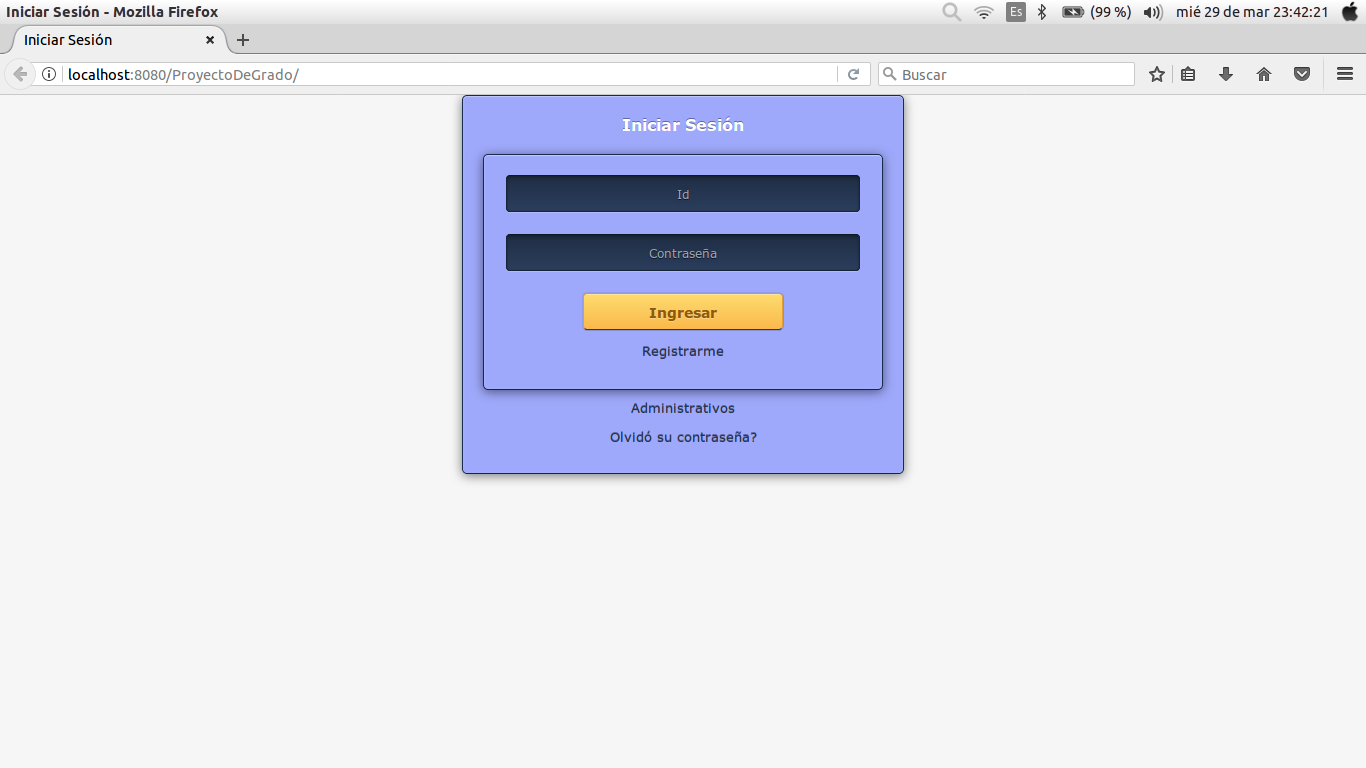 Iniciar Sesión - Mozilla Firefox
Es
(99 %)
mié 29 de mar 23:42:21
Iniciar Sesión
localhost:8080/ProyectoDeGrado/
Buscar
Iniciar Sesión
Id
Contraseña
Ingresar
Registrarme
Administrativos
Olvidó su contraseña?